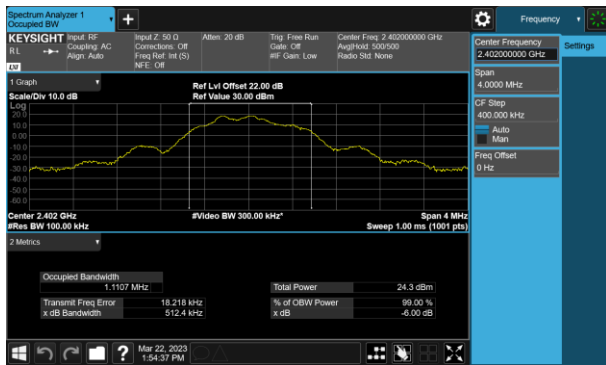 Spectrum Analyzer 1
Occupied BW
Frequency
KEYSIGHT
RL
LXI
Input: RF
Coupling: AC
Align: Auto
Input Z: 50 Ω
Corrections: Off
Freq Ref: Int (S)
NFE: Off
Atten: 20 dB
Trig: Free Run
Gate: Off
#IF Gain: Low
Center Freq: 2.402000000 GHz
Avg|Hold: 500/500
Radio Std: None
Center Frequency
2.402000000 GHz
Settings
Span
4.0000 MHz
CF Step
400.000 kHz
Auto
Man
Freq Offset
0 Hz
1 Graph
Scale/Div 10.0 dB
Ref Lvl Offset 22.00 dB
Ref Value 30.00 dBm
Log
20.0
10.0
0.00
-10.0
-20.0
-30.0
-40.0
-50.0
-60.0
Center 2.402 GHz
#Res BW 100.00 kHz
#Video BW 300.00 kHz*
Span 4 MHz
Sweep 1.00 ms (1001 pts)
2 Metrics
Occupied Bandwidth
1.1107 MHz
Total Power 24.3 dBm
Transmit Freq Error 18.218 kHz
% of OBW Power 99.00 %
x dB Bandwidth 512.4 kHz
x dB -6.00 dB
?
Mar 22, 2023
1:54:37 PM